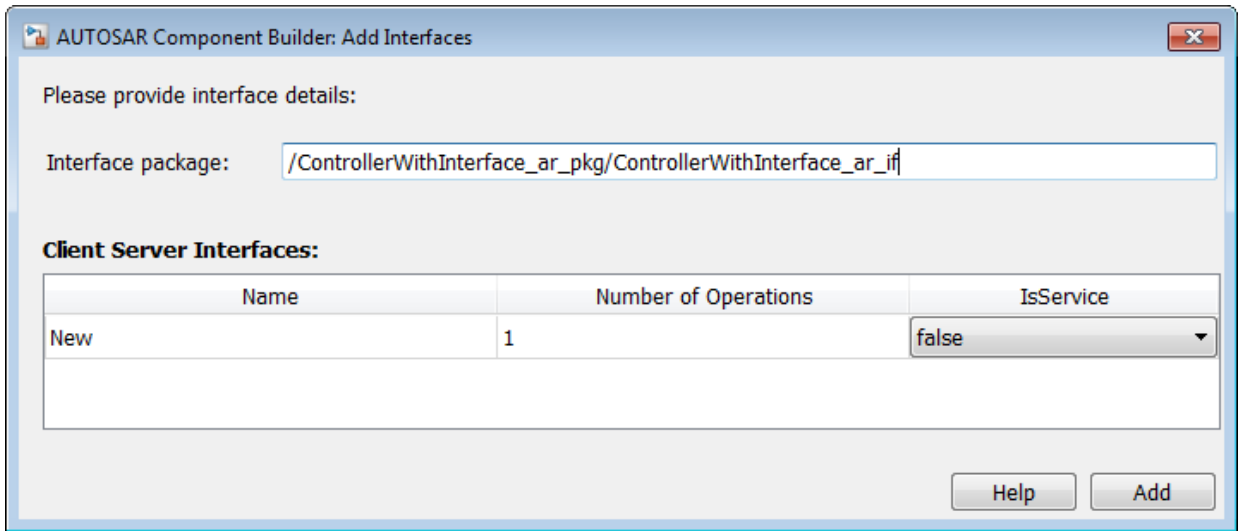 AUTOSAR Component Builder: Add Interfaces
Please provide interface details:
Interface package: /ControllerWithInterface_ar_pkg/ControllerWithInterface_ar_if
Client Server Interfaces:
Name Number of Operations IsService
New 1 false
Help Add